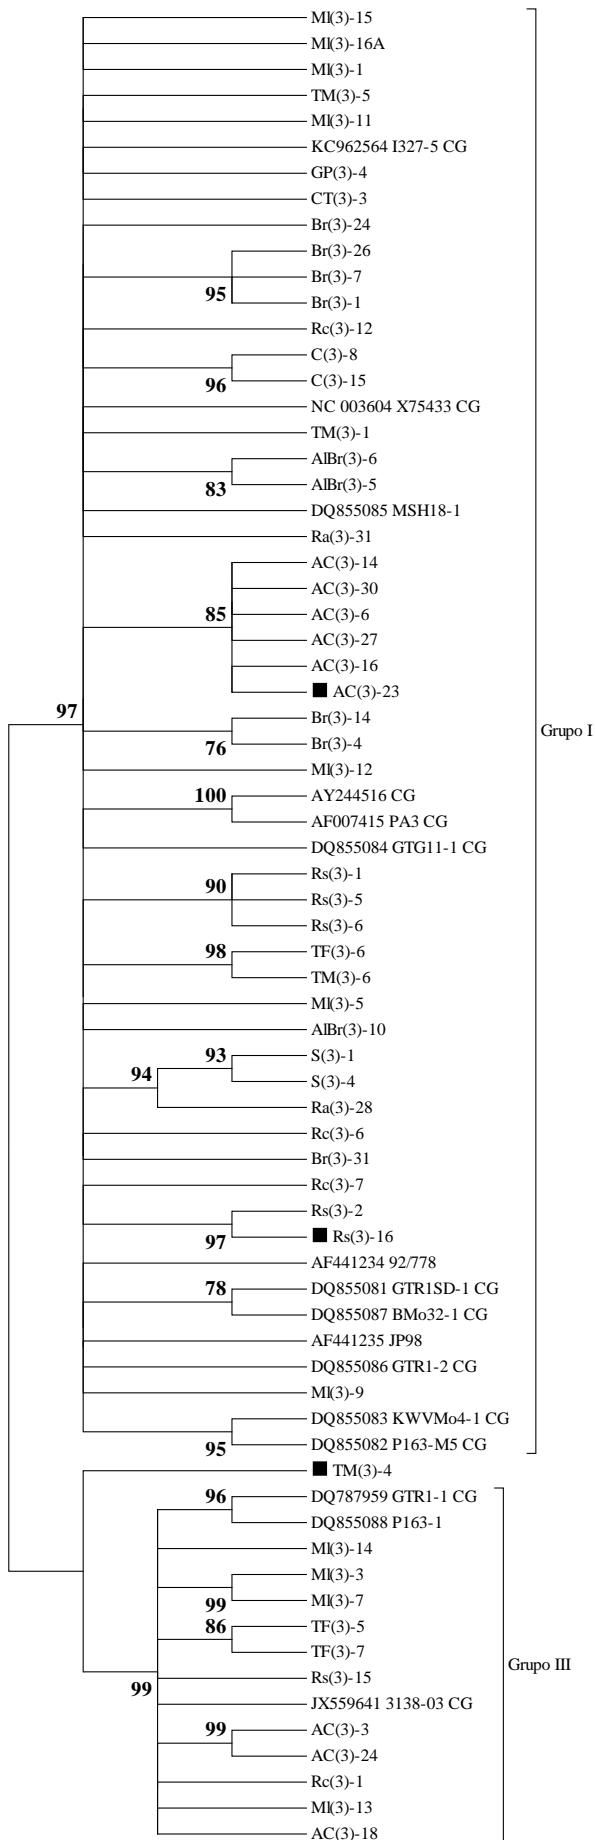 Ml(3)-15
Ml(3)-16A
Ml(3)-1
TM(3)-5
Ml(3)-11
KC962564 I327-5 CG
GP(3)-4
CT(3)-3
Br(3)-24
Br(3)-26
Br(3)-7
95
Br(3)-1
Rc(3)-12
C(3)-8
96
C(3)-15
NC 003604 X75433 CG
TM(3)-1
AlBr(3)-6
83
AlBr(3)-5
DQ855085 MSH18-1
Ra(3)-31
AC(3)-14
AC(3)-30
85
AC(3)-6
AC(3)-27
AC(3)-16
AC(3)-23
97
Br(3)-14
Grupo I
76
Br(3)-4
Ml(3)-12
100
AY244516 CG
AF007415 PA3 CG
DQ855084 GTG11-1 CG
Rs(3)-1
90
Rs(3)-5
Rs(3)-6
98
TF(3)-6
TM(3)-6
Ml(3)-5
AlBr(3)-10
93
S(3)-1
94
S(3)-4
Ra(3)-28
Rc(3)-6
Br(3)-31
Rc(3)-7
Rs(3)-2
97
Rs(3)-16
AF441234 92/778
78
DQ855081 GTR1SD-1 CG
DQ855087 BMo32-1 CG
AF441235 JP98
DQ855086 GTR1-2 CG
Ml(3)-9
DQ855083 KWVMo4-1 CG
95
DQ855082 P163-M5 CG
TM(3)-4
96
DQ787959 GTR1-1 CG
DQ855088 P163-1
Ml(3)-14
Ml(3)-3
99
Ml(3)-7
86
TF(3)-5
TF(3)-7
Grupo III
99
Rs(3)-15
JX559641 3138-03 CG
99
AC(3)-3
AC(3)-24
Rc(3)-1
Ml(3)-13
AC(3)-18